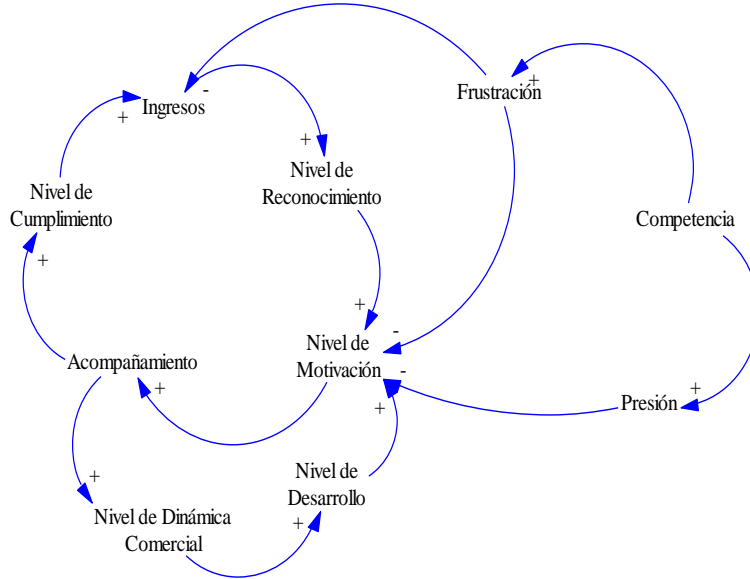 Frustración
+
-
Ingresos
+
+
Nivel de
Reconocimiento
Nivel de
Cumplimiento
Competencia
+
+
-
Nivel de
Motivación
-
Acompañamiento
+
+
+
Presión
+
Nivel de
Desarrollo
+
Nivel de Dinámica
Comercial
+